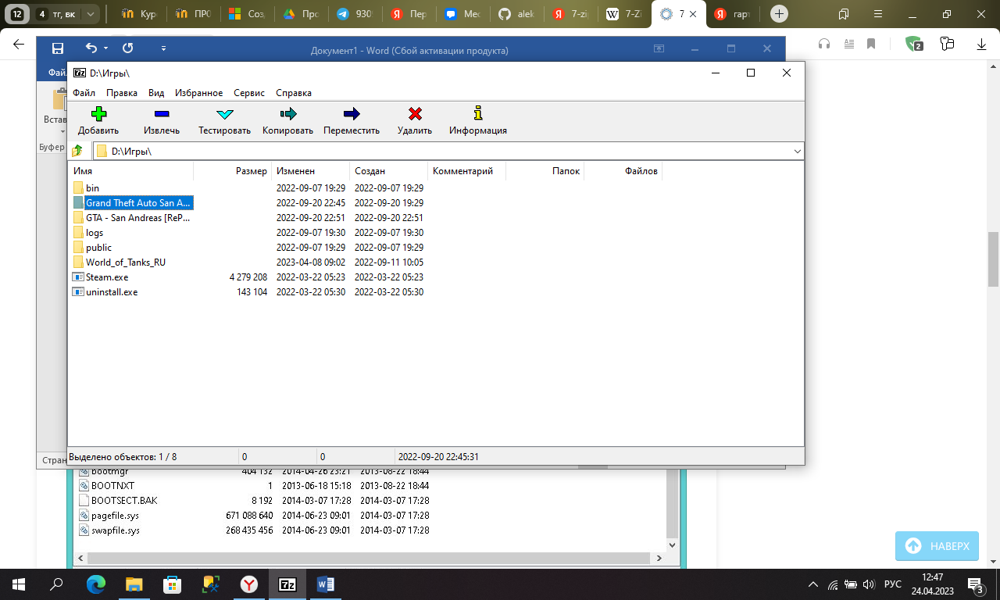 12 4 тг, вк Кур ПРО Соз Про 930 Пер Мес alek 7-zi 7-Zi 7 гарт
Документ1 - Word (Сбой активации продукта)
2
Фай
D:\Игры\
Файл Правка Вид Избранное Сервис Справка
Встав
Добавить Извлечь Тестировать Копировать Переместить Удалить Информация
Буфер
D:\Игры\
Имя Размер Изменен Создан Комментарий Папок Файлов
bin 2022-09-07 19:29 2022-09-07 19:29
Grand Theft Auto San A... 2022-09-20 22:45 2022-09-20 19:29
GTA - San Andreas [ReP... 2022-09-20 22:51 2022-09-20 22:51
logs 2022-09-07 19:30 2022-09-07 19:30
public 2022-09-07 19:29 2022-09-07 19:29
World_of_Tanks_RU 2023-04-08 09:02 2022-09-11 10:05
Steam.exe 4 279 208 2022-03-22 05:23 2022-03-22 05:23
uninstall.exe 143 104 2022-03-22 05:30 2022-03-22 05:30
Выделено объектов: 1 / 8 0 0 2022-09-20 22:45:31
Стран
bootmgr 404 132 2014-04-26 23:21 2013-08-22 18:44
BOOTNXT 1 2013-06-18 15:18 2013-08-22 18:44
BOOTSECT.BAK 8 192 2014-03-07 17:28 2014-03-07 17:28
pagefile.sys 671 088 640 2014-06-23 09:01 2014-03-07 17:28
swapfile.sys 268 435 456 2014-06-23 09:01 2014-03-07 17:28
НАВЕРХ
РУС
12:47
24.04.2023
3